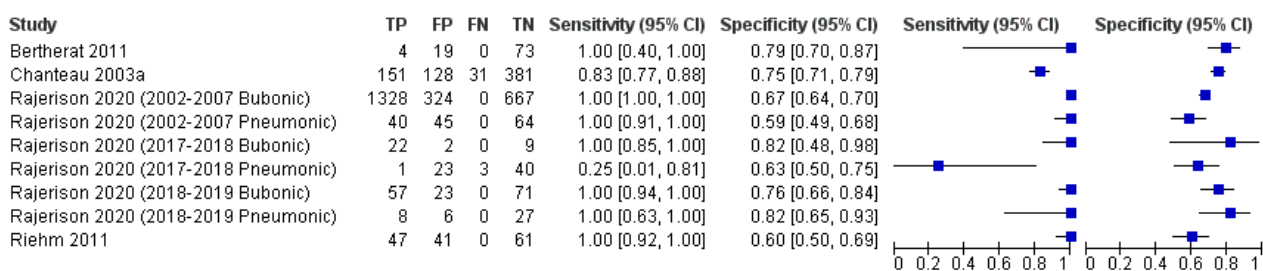 Study TP FP FN TN Sensitivity (95% CI) Specificity (95% CI) Sensitivity (95% CI) Specificity (95% CI)
Bertherat 2011 4 19 0 73 1.00 [0.40, 1.00] 0.79 [0.70, 0.87]
Chanteau 2003a 151 128 31 381 0.83 [0.77, 0.88] 0.75 [0.71, 0.79]
Rajerison 2020 (2002-2007 Bubonic) 1328 324 0 667 1.00 [1.00, 1.00] 0.67 [0.64, 0.70]
Rajerison 2020 (2002-2007 Pneumonic) 40 45 0 64 1.00 [0.91, 1.00] 0.59 [0.49, 0.68]
Rajerison 2020 (2017-2018 Bubonic) 22 2 0 9 1.00 [0.85, 1.00] 0.82 [0.48, 0.98]
Rajerison 2020 (2017-2018 Pneumonic) 1 23 3 40 0.25 [0.01, 0.81] 0.63 [0.50, 0.75]
Rajerison 2020 (2018-2019 Bubonic) 57 23 0 71 1.00 [0.94, 1.00] 0.76 [0.66, 0.84]
Rajerison 2020 (2018-2019 Pneumonic) 8 6 0 27 1.00 [0.63, 1.00] 0.82 [0.65, 0.93]
Riehm 2011 47 41 0 61 1.00 [0.92, 1.00] 0.60 [0.50, 0.69]
0 0.2 0.4 0.6 0.8 1 0 0.2 0.4 0.6 0.8 1